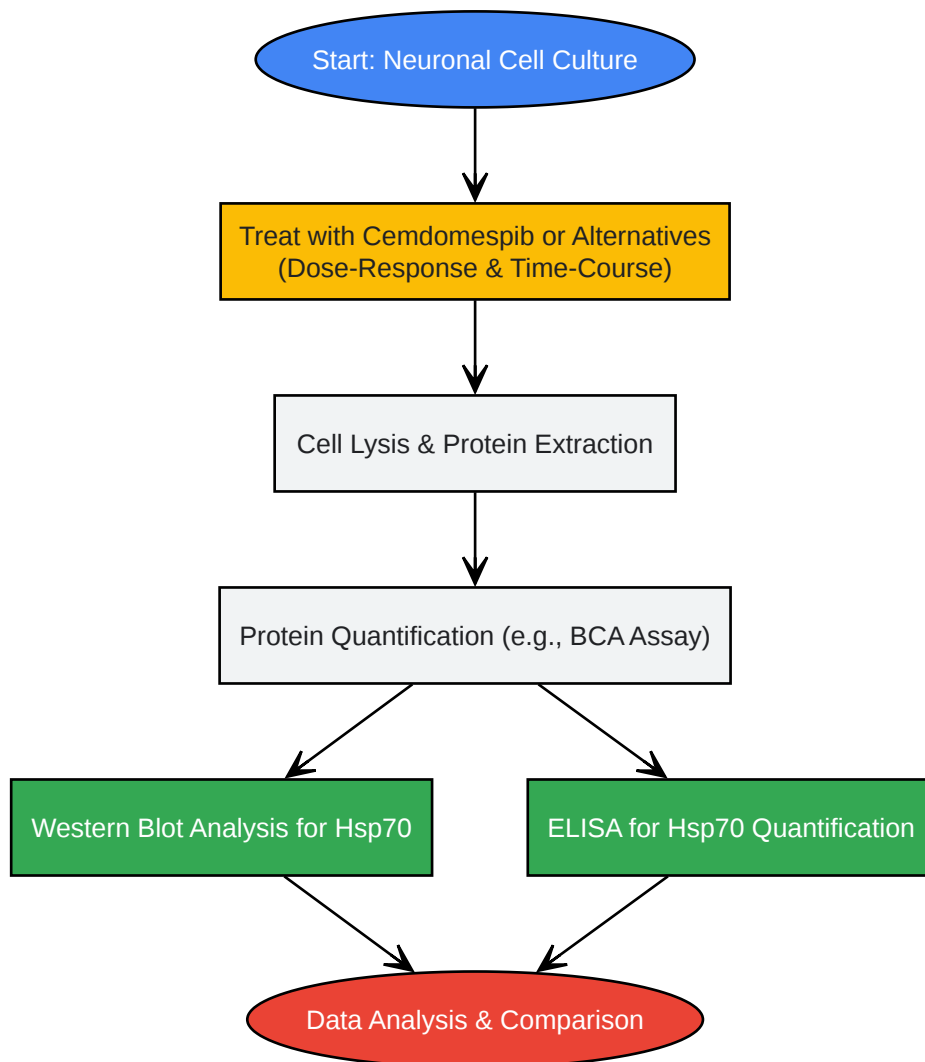 Start: Neuronal Cell Culture
Treat with Cemdomespib or Alternatives
(Dose-Response & Time-Course)
Cell Lysis & Protein Extraction
Protein Quantification (e.g., BCA Assay)
Western Blot Analysis for Hsp70
ELISA for Hsp70 Quantification
Data Analysis & Comparison